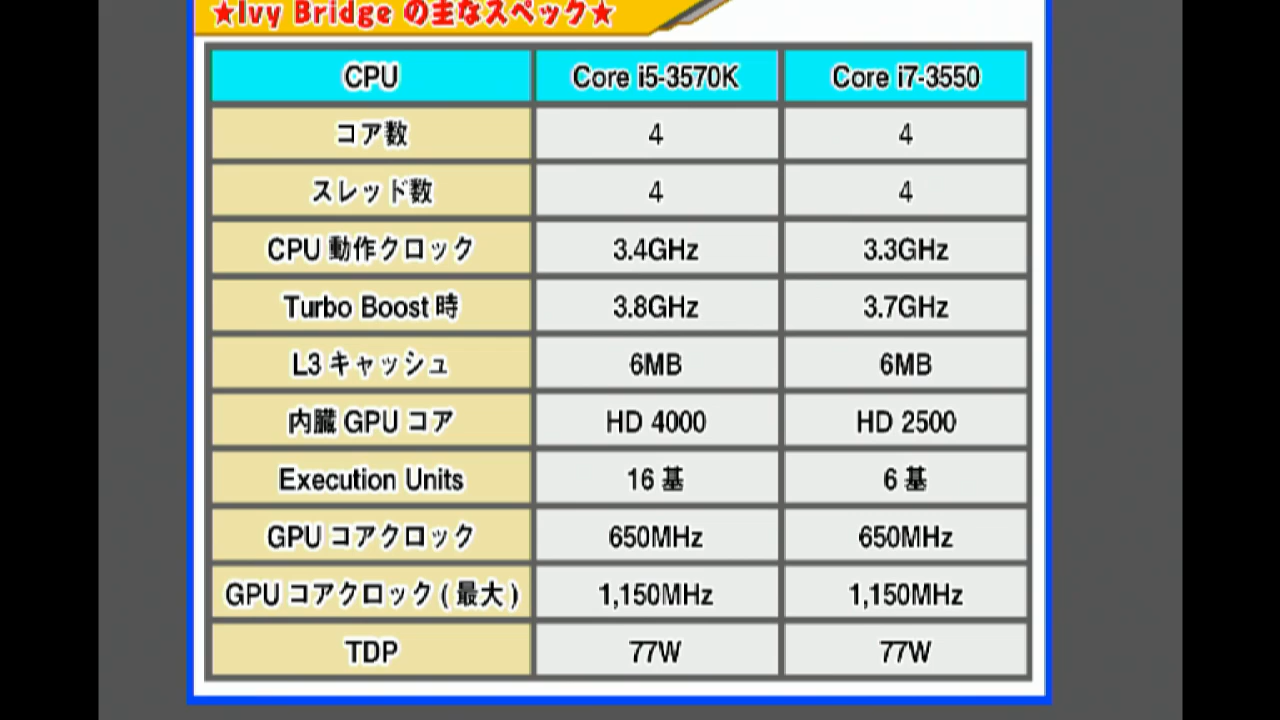 ★Ivy Bridge の主なスペック★
CPU Core i5-3570K Core i7-3550
コア数 4 4
スレッド数 4 4
CPU 動作クロック 3.4GHz 3.3GHz
Turbo Boost 時 3.8GHz 3.7GHz
L3 キャッシュ 6MB 6MB
内臓 GPU コア HD 4000 HD 2500
Execution Units 16 基 6 基
GPU コアクロック 650MHz 650MHz
GPU コアクロック ( 最大 ) 1,150MHz 1,150MHz
TDP 77W 77W